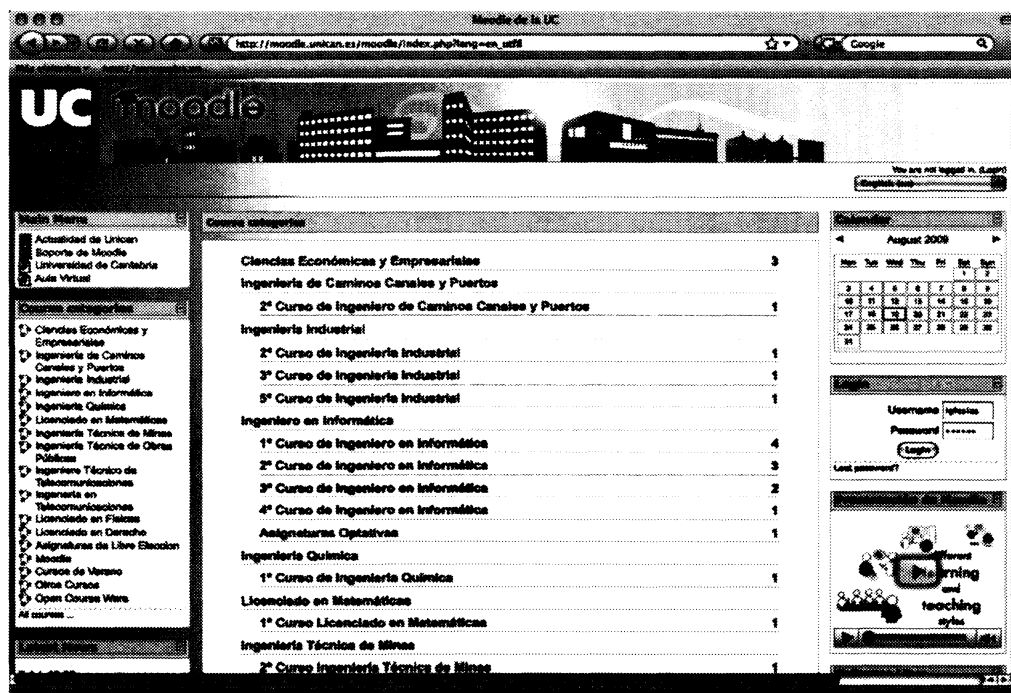 Moodle de la UC
http://moodle.unican.es/moodle/index.php?lang=en_utf8
Google
UC moodle
You are not logged in. (Login)
English (en)
Main Menu
Actualidad de Unican
Soporte de Moodle
Universidad de Cantabria
Aula Virtual
Course categories
Ciencias Económicas y
Empresariales
Ingeniería de Caminos
Canales y Puertos
Ingeniería Industrial
Ingeniero en Informática
Ingeniería Química
Licenciado en Matemáticas
Ingeniería Técnica de Minas
Ingeniería Técnica de Obras
Públicas
Ingeniero Técnico de
Telecomunicaciones
Ingeniería en
Telecomunicaciones
Licenciado en Físicas
Licenciado en Derecho
Asignaturas de Libre Eleccion
Moodle
Cursos de Verano
Otros Cursos
Open Course Ware
All courses ...
Latest News
Course categories
Ciencias Económicas y Empresariales 3
Ingeniería de Caminos Canales y Puertos
2º Curso de Ingeniero de Caminos Canales y Puertos 1
Ingeniería Industrial
2º Curso de Ingeniería Industrial 1
3º Curso de Ingeniería Industrial 1
5º Curso de Ingeniería Industrial 1
Ingeniero en Informática
1º Curso de Ingeniero en Informática 4
2º Curso de Ingeniero en Informática 3
3º Curso de Ingeniero en Informática 2
4º Curso de Ingeniero en Informática 1
Asignaturas Optativas 1
Ingeniería Química
1º Curso de Ingeniería Química 1
Licenciado en Matemáticas
1º Curso Licenciado en Matemáticas 1
Ingeniería Técnica de Minas
2º Curso Ingeniería Técnica de Minas 1
Calendar
August 2009
Mon Tue Wed Thu Fri Sat Sun
1 2
3 4 5 6 7 8 9
10 11 12 13 14 15 16
17 18 19 20 21 22 23
24 25 26 27 28 29 30
31
Login
Username iglesias
Password ••••••
Login
Lost password?
Presentación de Moodle
different
learning
and
teaching
styles